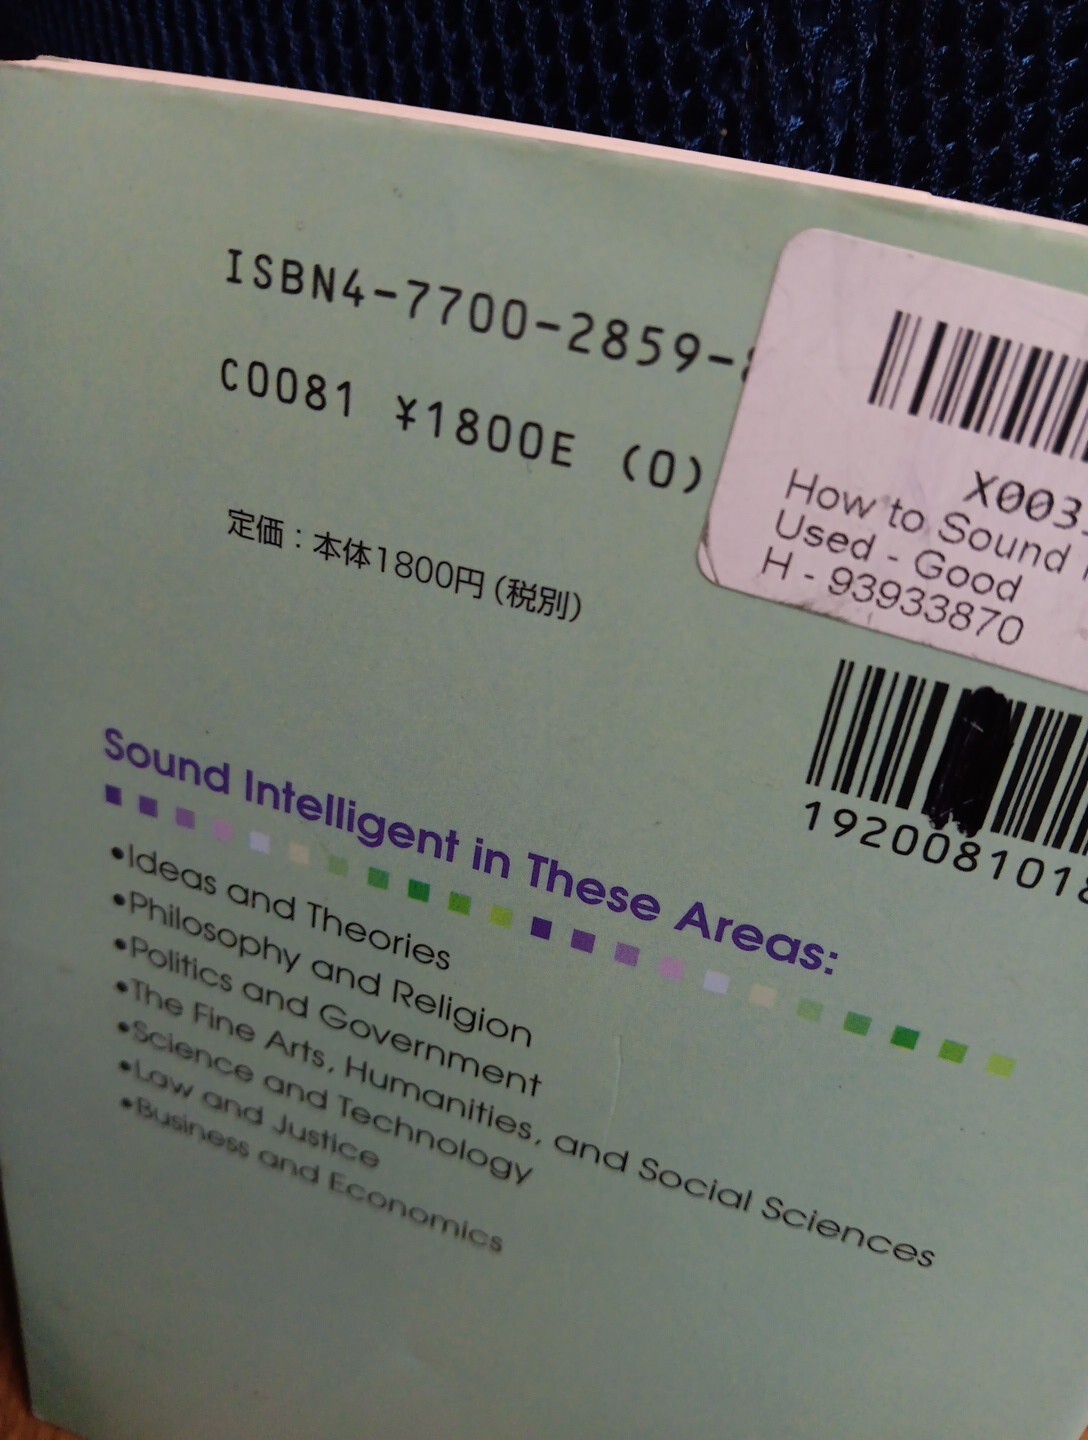 ISBN4-7700-2859-
C0081 ¥1800E (0)
定価：本体1800円(税別)
X003
How to Sound
Used - Good
H - 93933870
192008101
Sound Intelligent in These Areas:
•Ideas and Theories
•Philosophy and Religion
•Politics and Government
•The Fine Arts, Humanities, and Social Sciences
•Science and Technology
•Law and Justice
•Business and Economics